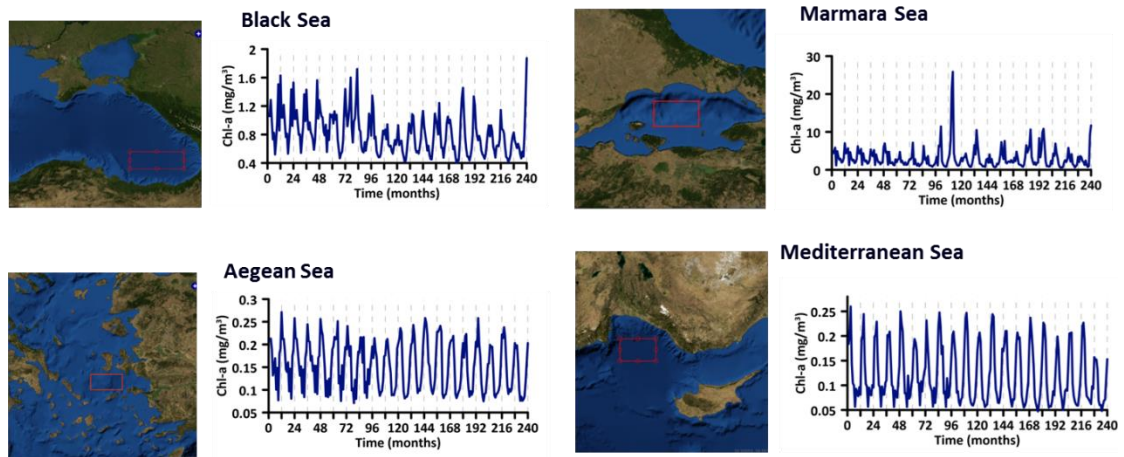 Black Sea
Chl-a (mg/m³)
2
1.6
1.2
0.8
0.4
0 24 48 72 96 120 144 168 192 216 240
Time (months)
Marmara Sea
Chl-a (mg/m³)
30
20
10
0
0 24 48 72 96 120 144 168 192 216 240
Time (months)
Aegean Sea
Chl-a (mg/m³)
0.3
0.25
0.2
0.15
0.1
0.05
0 24 48 72 96 120 144 168 192 216 240
Time (months)
Mediterranean Sea
Chl-a (mg/m³)
0.25
0.2
0.15
0.1
0.05
0 24 48 72 96 120 144 168 192 216 240
Time (months)